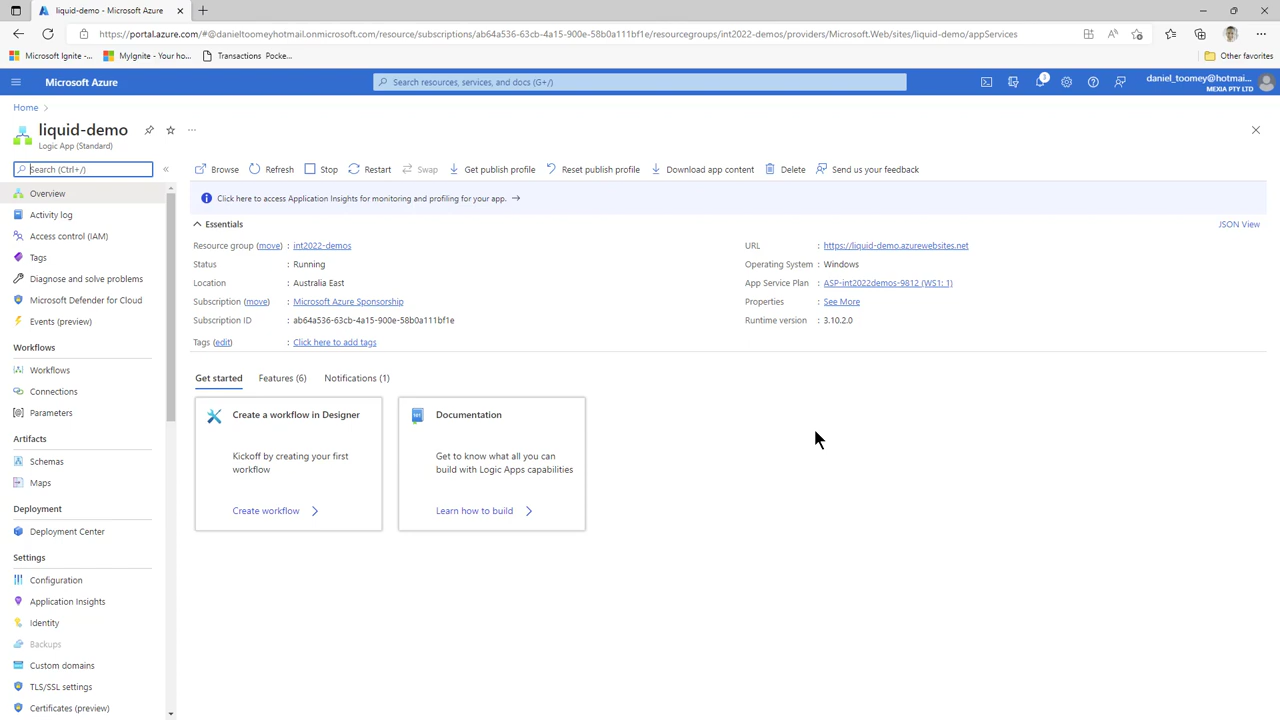 liquid-demo - Microsoft Azure
https://portal.azure.com/#@danieltoomeyhotmail.onmicrosoft.com/resource/subscriptions/ab64a536-63cb-4a15-900e-58b0a111bf1e/resourcegroups/int2022-demos/providers/Microsoft.Web/sites/liquid-demo/appServices
Microsoft Ignite -...
MyIgnite - Your ho...
Transactions Pocke...
Other favorites
Microsoft Azure
Search resources, services, and docs (G+/)
1
daniel_toomey@hotmai...
MEXIA PTY LTD
Home
liquid-demo
Logic App (Standard)
Search (Ctrl+/)
Browse
Refresh
Stop
Restart
Swap
Get publish profile
Reset publish profile
Download app content
Delete
Send us your feedback
Click here to access Application Insights for monitoring and profiling for your app.
Essentials
JSON View
Resource group (move) : int2022-demos
Status : Running
Location : Australia East
Subscription (move) : Microsoft Azure Sponsorship
Subscription ID : ab64a536-63cb-4a15-900e-58b0a111bf1e
Tags (edit) : Click here to add tags
URL : https://liquid-demo.azurewebsites.net
Operating System : Windows
App Service Plan : ASP-int2022demos-9812 (WS1: 1)
Properties : See More
Runtime version : 3.10.2.0
Overview
Activity log
Access control (IAM)
Tags
Diagnose and solve problems
Microsoft Defender for Cloud
Events (preview)
Workflows
Workflows
Connections
Parameters
Artifacts
Schemas
Maps
Deployment
Deployment Center
Settings
Configuration
Application Insights
Identity
Backups
Custom domains
TLS/SSL settings
Certificates (preview)
Get started
Features (6)
Notifications (1)
Create a workflow in Designer
Kickoff by creating your first
workflow
Create workflow
Documentation
Get to know what all you can
build with Logic Apps capabilities
Learn how to build